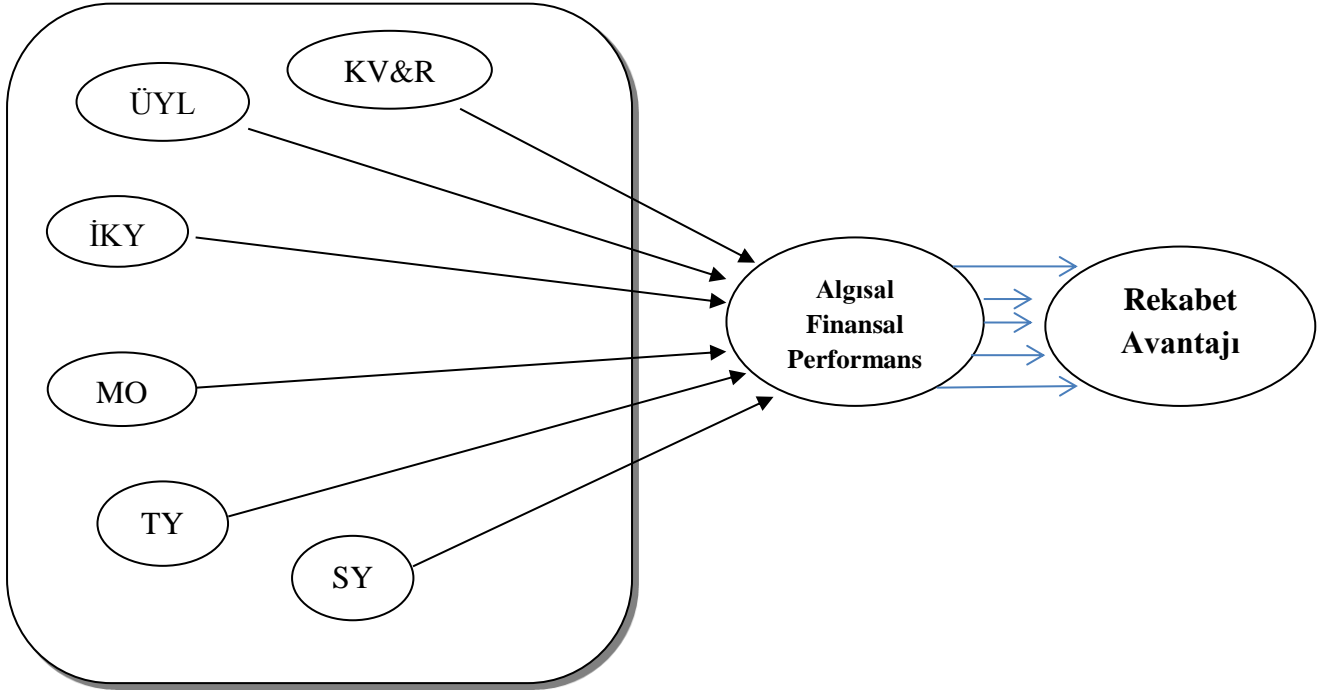 KV&R
ÜYL
İKY
MO
TY
SY
Algısal
Finansal
Performans
Rekabet
Avantajı